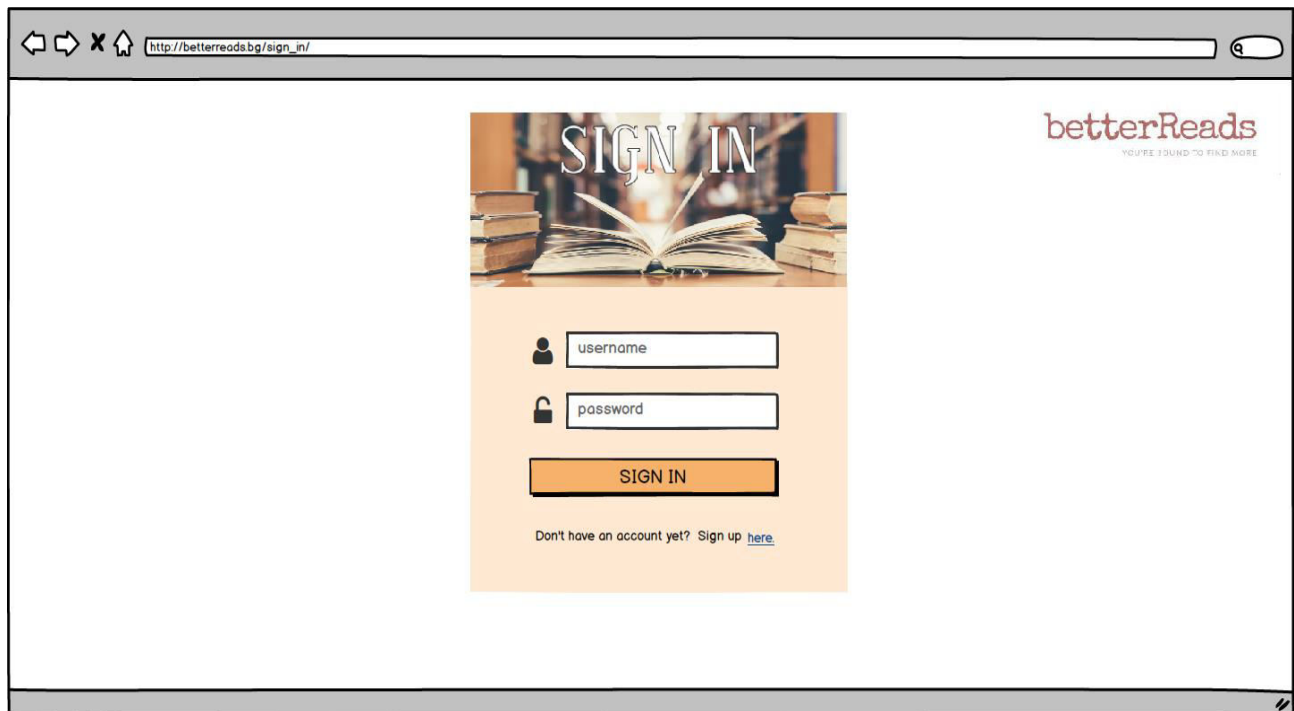 http://betterreads.bg/sign_in/
betterReads
YOU'RE BOUND TO FIND MORE
SIGN IN
username
password
SIGN IN
Don't have an account yet? Sign up here.